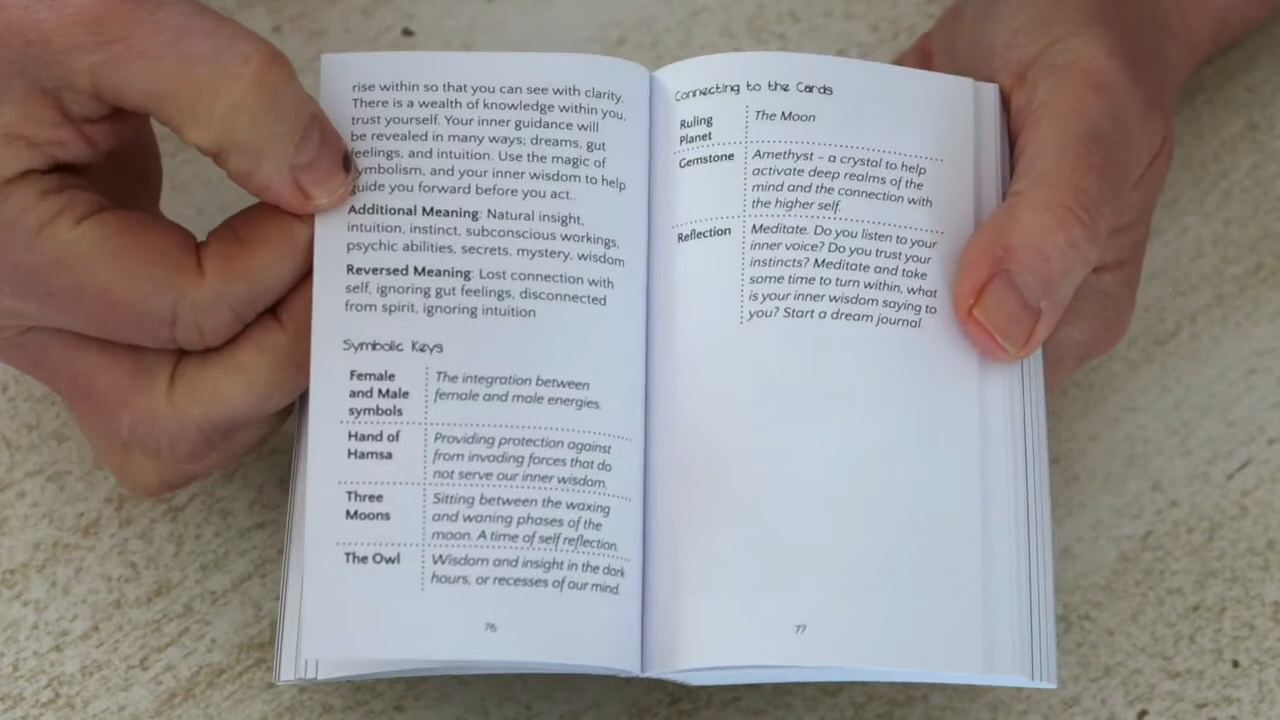 rise within so that you can see with clarity.
There is a wealth of knowledge within you,
trust yourself. Your inner guidance will
be revealed in many ways; dreams, gut
feelings, and intuition. Use the magic of
symbolism, and your inner wisdom to help
guide you forward before you act..
Additional Meaning: Natural insight,
intuition, instinct, subconscious workings,
psychic abilities, secrets, mystery, wisdom
Reversed Meaning: Lost connection with
self, ignoring gut feelings, disconnected
from spirit, ignoring intuition
Symbolic Keys
Female
and Male
symbols
The integration between
female and male energies.
Hand of
Hamsa
Providing protection against
from invading forces that do
not serve our inner wisdom.
Three
Moons
Sitting between the waxing
and waning phases of the
moon. A time of self reflection.
The Owl
Wisdom and insight in the dark
hours, or recesses of our mind.
76
Connecting to the Cards
Ruling
Planet
The Moon
Gemstone
Amethyst - a crystal to help
activate deep realms of the
mind and the connection with
the higher self.
Reflection
Meditate. Do you listen to your
inner voice? Do you trust your
instincts? Meditate and take
some time to turn within, what
is your inner wisdom saying to
you? Start a dream journal.
77